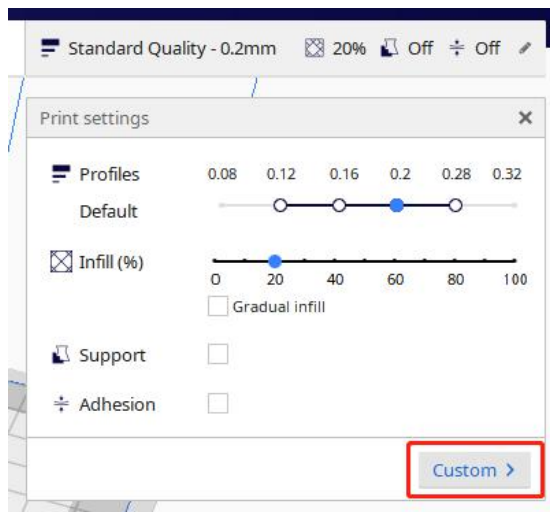 Standard Quality - 0.2mm 20% Off Off
Print settings
Profiles 0.08 0.12 0.16 0.2 0.28 0.32
Default
Infill (%)
0 20 40 60 80 100
Gradual infill
Support
Adhesion
Custom